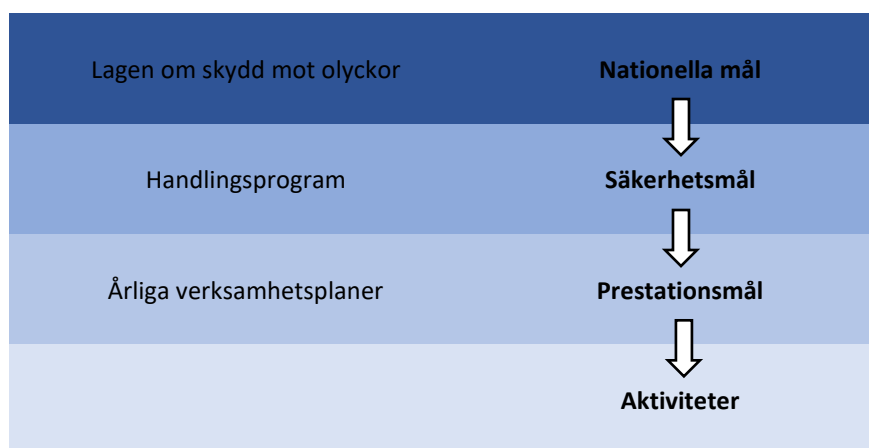 Lagen om skydd mot olyckor
Nationella mål
Handlingsprogram
Säkerhetsmål
Årliga verksamhetsplaner
Prestationsmål
Aktiviteter